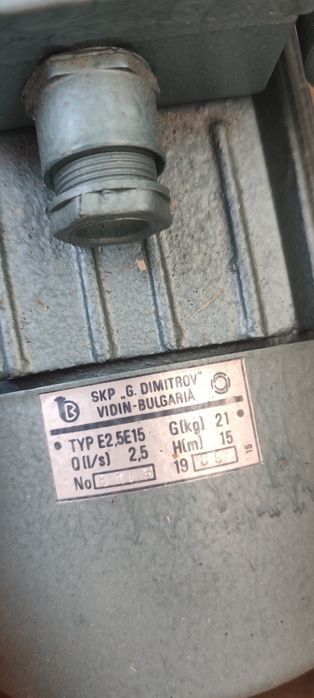 SKP „G. DIMITROV"
VIDIN-BULGARIA
TYP E2,5E15 G(kg) 21
Q(l/s) 2,5 H(m) 15
No 19